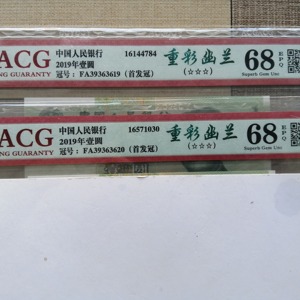 ACG
NG GUARANTY
中国人民银行 16144784
2019年壹圆
冠号：FA39363619（首发冠）
重彩幽兰
(☆☆☆)
68 EPQ
Superb Gem Unc
ACG
NG GUARANTY
中国人民银行 16571030
2019年壹圆
冠号：FA39363620（首发冠）
重彩幽兰
(☆☆☆)
68 EPQ
Superb Gem Unc